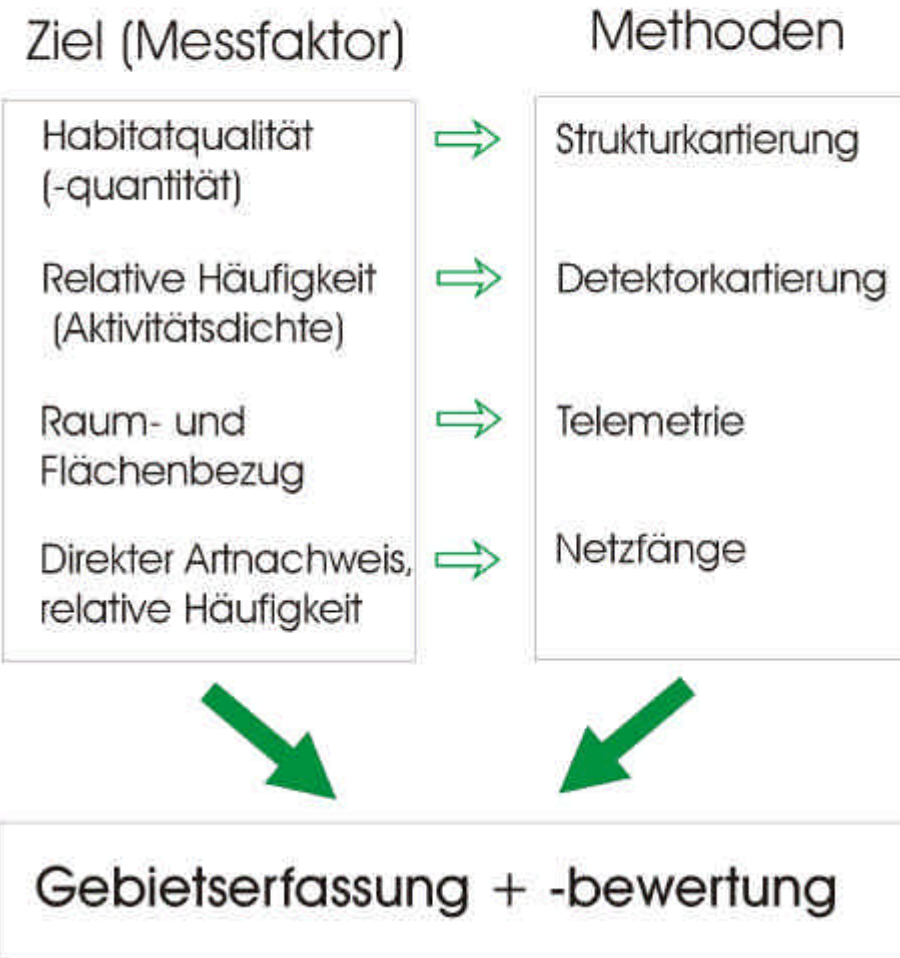 Ziel (Messfaktor)
Methoden
Habitatqualität
(-quantität)
Strukturkartierung
Relative Häufigkeit
(Aktivitätsdichte)
Detektorkartierung
Raum- und
Flächenbezug
Telemetrie
Direkter Artnachweis,
relative Häufigkeit
Netzfänge
Gebietserfassung + -bewertung